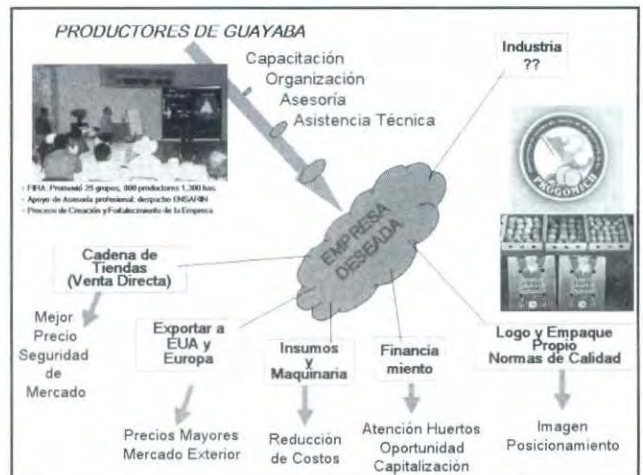 PRODUCTORES DE GUAYABA
Capacitación
Organización
Asesoría
Asistencia Técnica
Industria
??
PROGOMICH
- FIRA: Promovió 25 grupos, 800 productores 1,300 has.
- Apoyo de Asesoría profesional: despacho ENSAFIN
- Proceso de Creación y Fortalecimiento de la Empresa
EMPRESA
DESEADA
Cadena de
Tiendas
(Venta Directa)
Mejor
Precio
Seguridad
de
Mercado
Exportar a
EUA y
Europa
Precios Mayores
Mercado Exterior
Insumos
y
Maquinaria
Reducción
de Costos
Financia
miento
Atención Huertos
Oportunidad
Capitalización
Logo y Empaque
Propio
Normas de Calidad
Imagen
Posicionamiento